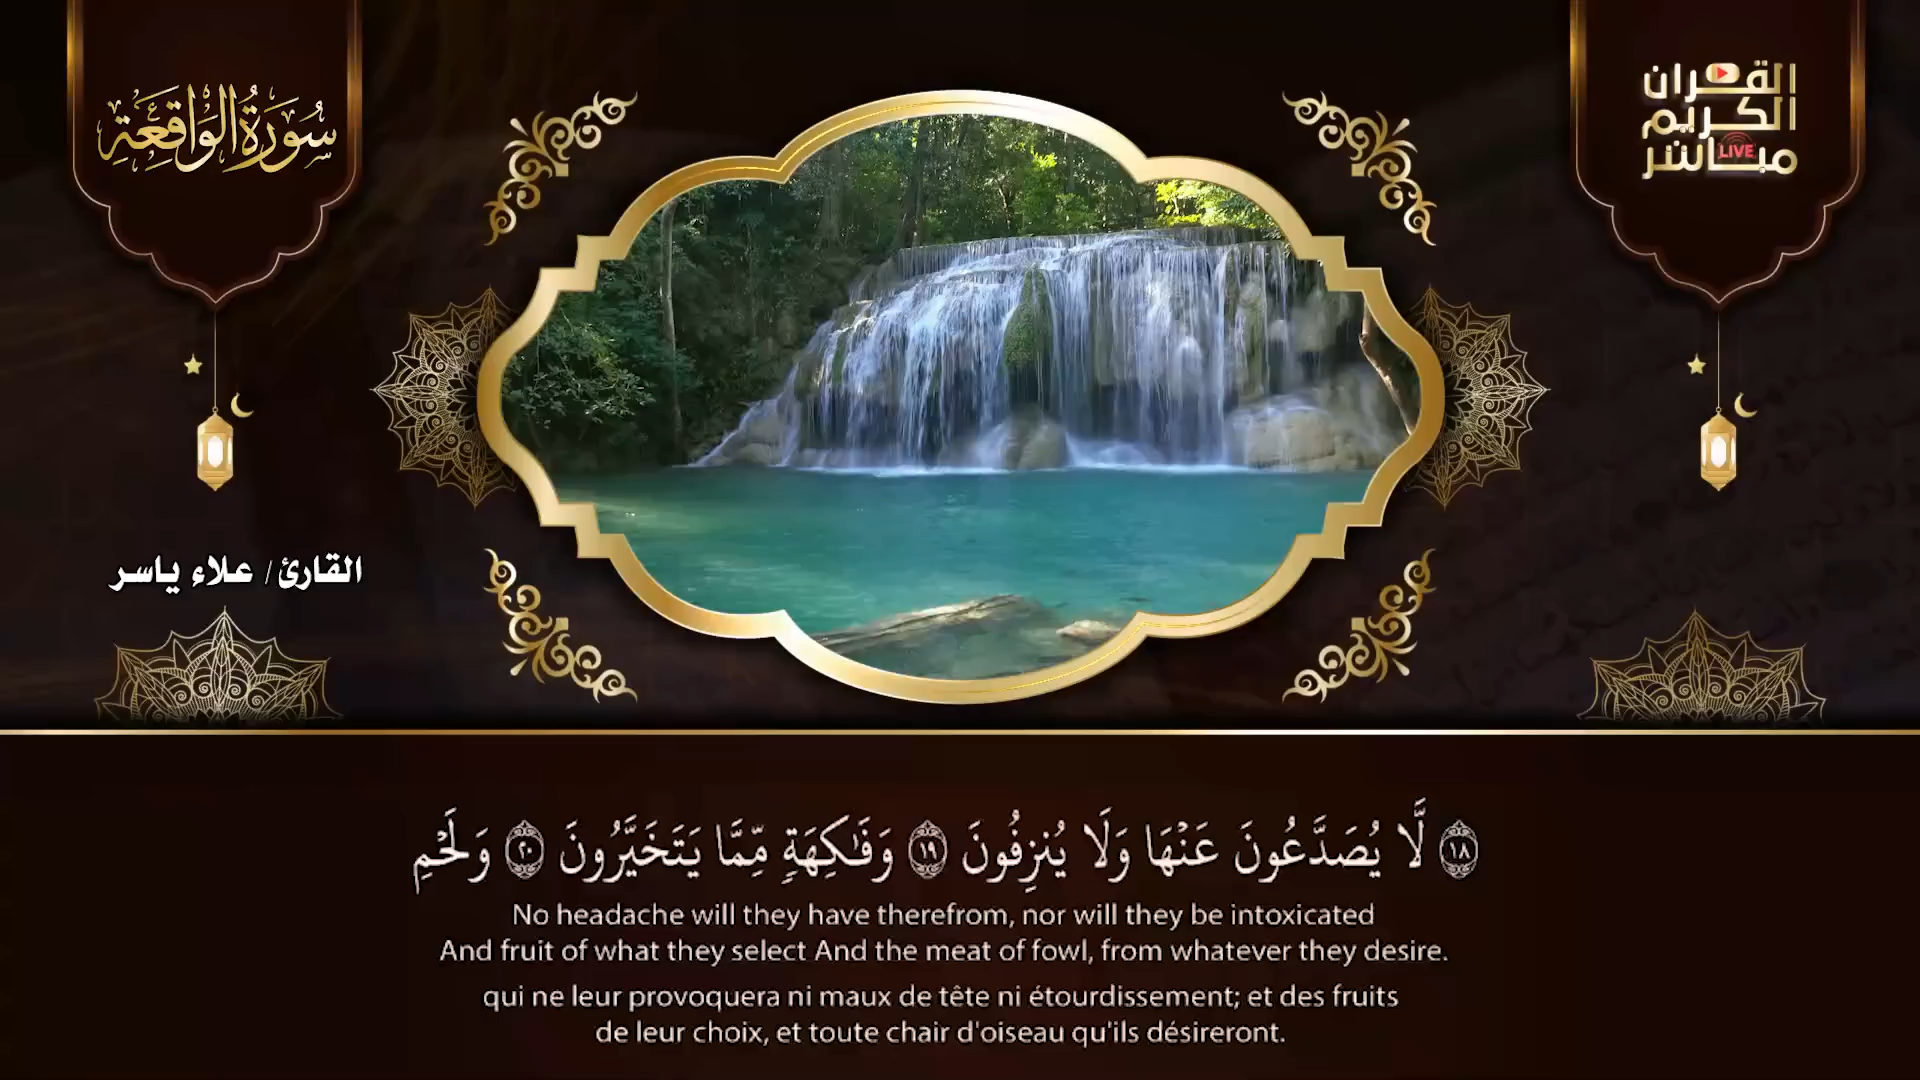 سُورَةُ الوَاقِعَةِ
القرآن
الكريم
مباشر
LIVE
القارئ / علاء ياسر
١٨ لَّا يُصَدَّعُونَ عَنْهَا وَلَا يُنزِفُونَ ١٩ وَفَـٰكِهَةٍ مِّمَّا يَتَخَيَّرُونَ ٢٠ وَلَحْمِ
No headache will they have therefrom, nor will they be intoxicated
And fruit of what they select And the meat of fowl, from whatever they desire.
qui ne leur provoquera ni maux de tête ni étourdissement; et des fruits
de leur choix, et toute chair d'oiseau qu'ils désireront.